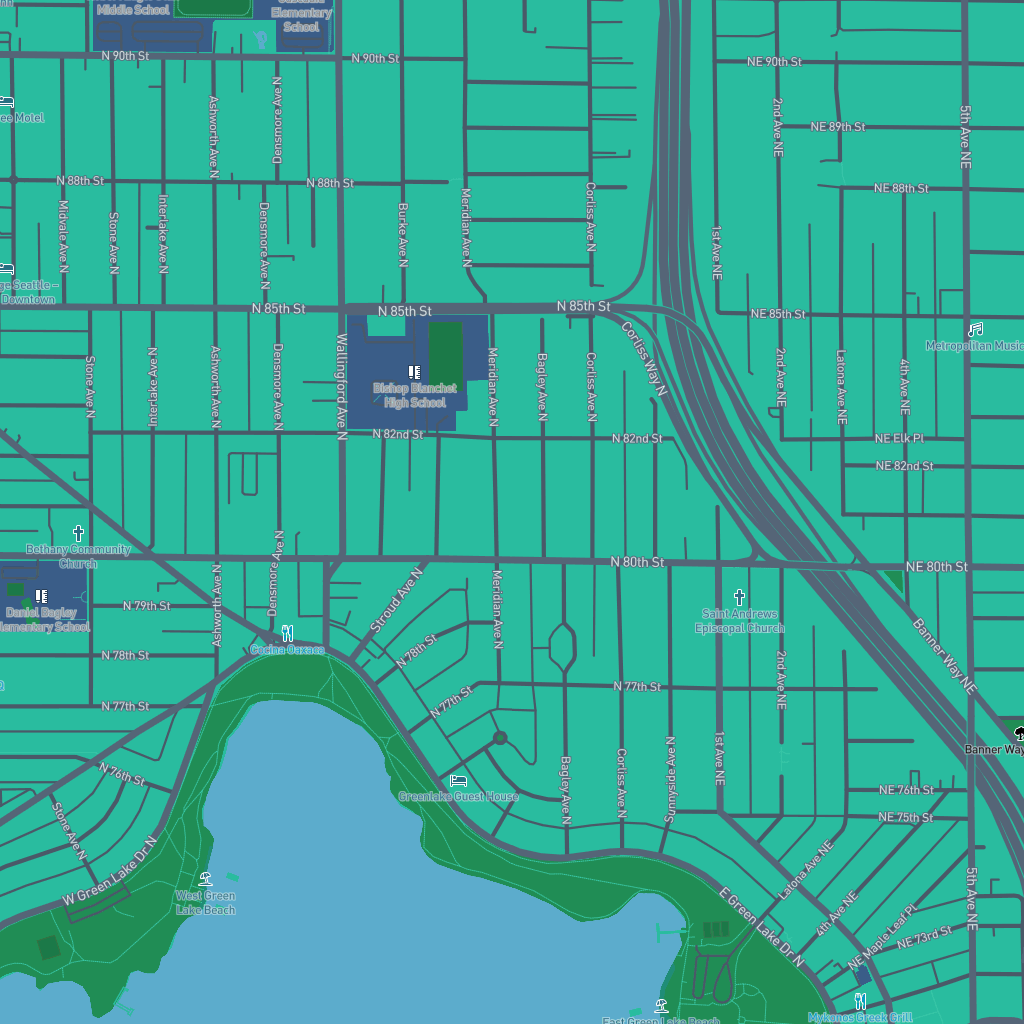 Middle School
Elementary
School
N 90th St
N 90th St
NE 90th St
Ashworth Ave N
Densmore Ave N
2nd Ave NE
5th Ave NE
NE 89th St
N 88th St
N 88th St
NE 88th St
Midvale Ave N
Stone Ave N
Interlake Ave N
Densmore Ave N
Burke Ave N
Meridian Ave N
Corliss Ave N
1st Ave NE
Downtown
N 85th St
N 85th St
N 85th St
NE 85th St
Metropolitan Music
Stone Ave N
Interlake Ave N
Ashworth Ave N
Densmore Ave N
Wallingford Ave N
Bishop Blanchet
High School
Meridian Ave N
Bagley Ave N
Corliss Ave N
Corliss Way N
2nd Ave NE
Latona Ave NE
4th Ave NE
N 82nd St
N 82nd St
NE Elk Pl
NE 82nd St
Bethany Community
Church
N 80th St
NE 80th St
Daniel Bagley
Elementary School
N 79th St
Ashworth Ave N
Densmore Ave N
Stroud Ave N
Meridian Ave N
Saint Andrews
Episcopal Church
Cocina Oaxaca
N 78th St
N 78th St
Banner Way NE
N 77th St
N 77th St
N 77th St
2nd Ave NE
1st Ave NE
Banner Way
N 76th St
Greenlake Guest House
Bagley Ave N
Corliss Ave N
Sunnyside Ave N
NE 76th St
NE 75th St
Stone Ave N
W Green Lake Dr N
West Green
Lake Beach
Latona Ave NE
4th Ave NE
E Green Lake Dr N
5th Ave NE
NE Maple Leaf Pl
NE 73rd St
Mykonos Greek Grill
East Green Lake Beach